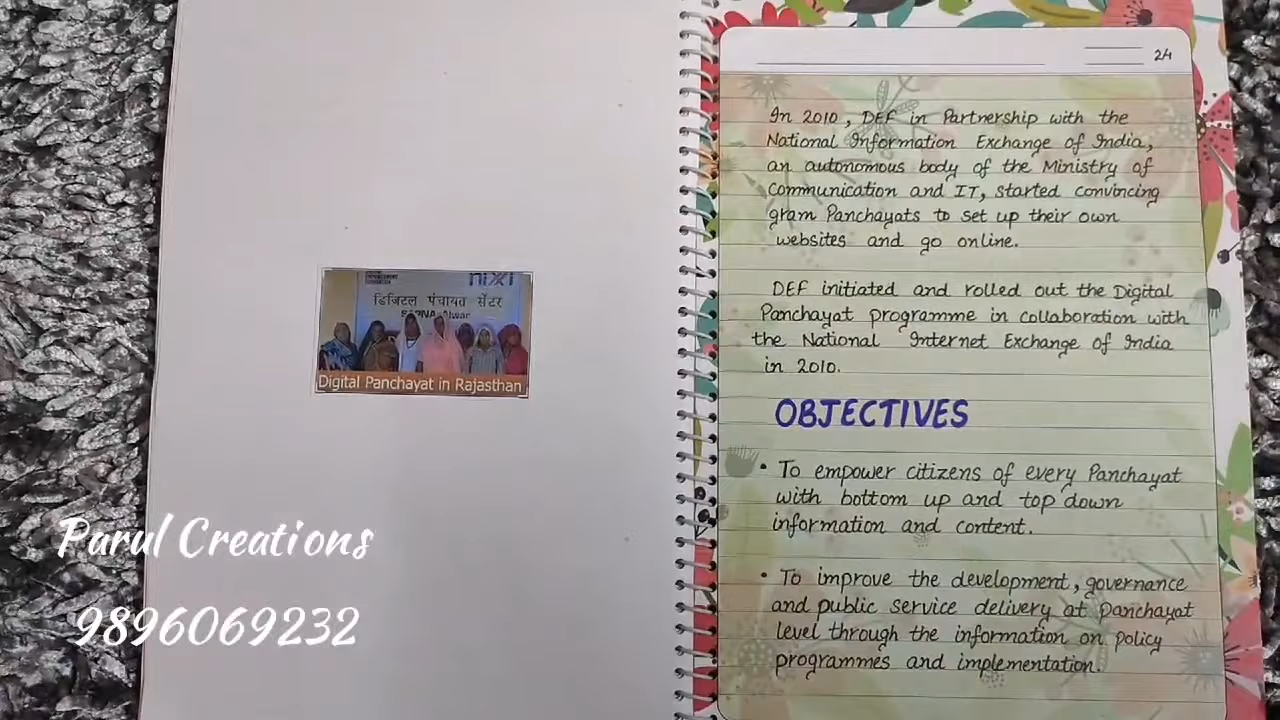 nixi
डिजिटल पंचायत सेंटर
Digital Panchayat in Rajasthan
Parul Creations
9896069232
24
In 2010, DEF in Partnership with the
National Information Exchange of India,
an autonomous body of the Ministry of
Communication and IT, started convincing
gram Panchayats to set up their own
websites and go online.
DEF initiated and rolled out the Digital
Panchayat programme in collaboration with
the National Internet Exchange of India
in 2010.
OBJECTIVES
• To empower citizens of every Panchayat
with bottom up and top down
information and content.
• To improve the development, governance
and public service delivery at panchayat
level through the information on policy
programmes and implementation.